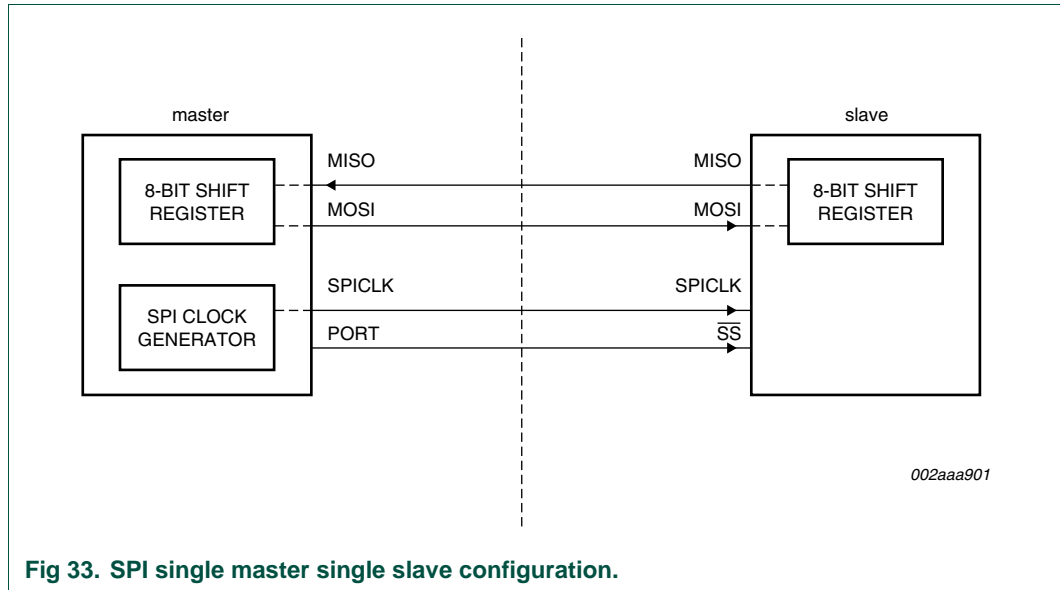 master
slave
8-BIT SHIFT
REGISTER
MISO
MISO
MOSI
MOSI
8-BIT SHIFT
REGISTER
SPI CLOCK
GENERATOR
SPICLK
SPICLK
PORT
S̅S̅
002aaa901
Fig 33. SPI single master single slave configuration.